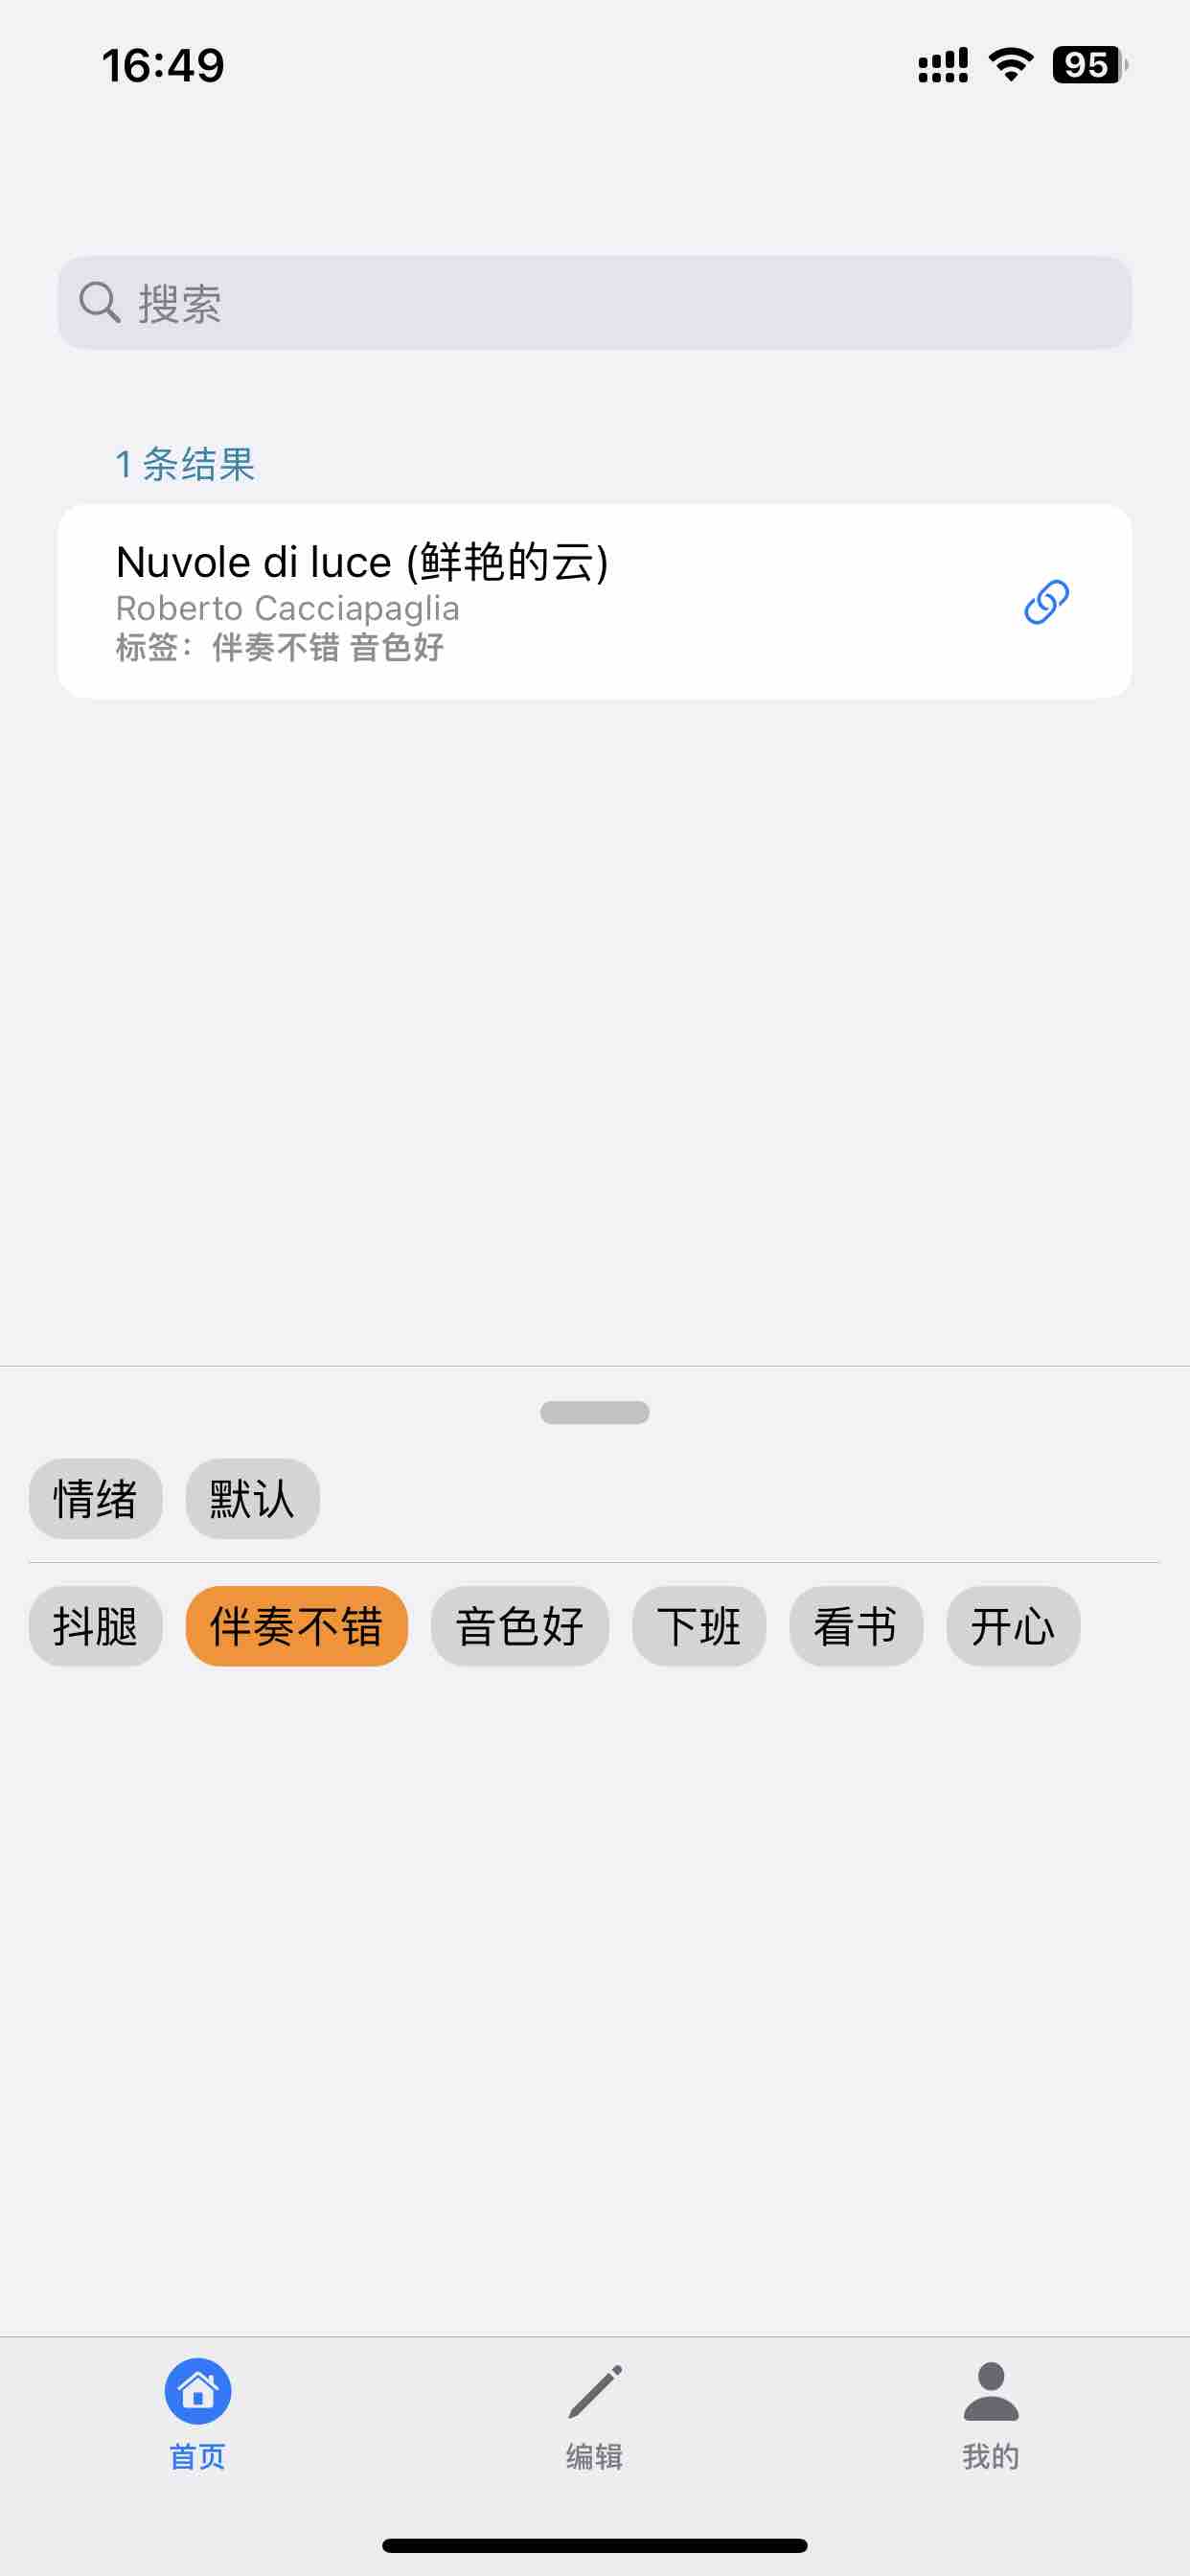 16:49 95
搜索
1 条结果
Nuvole di luce (鲜艳的云)
Roberto Cacciapaglia
标签：伴奏不错 音色好
情绪 默认
抖腿 伴奏不错 音色好 下班 看书 开心
首页 编辑 我的